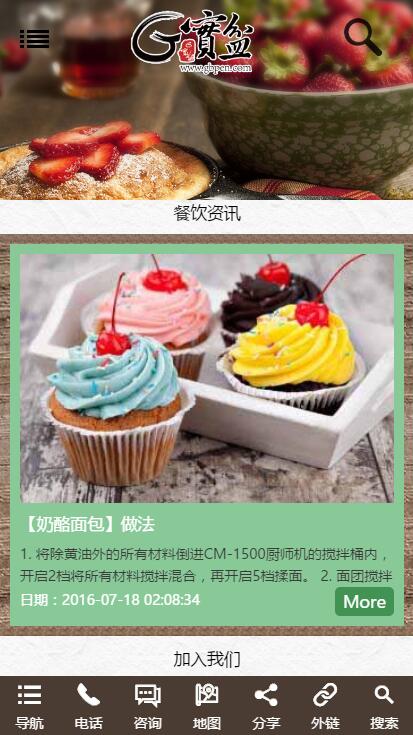 G寳盆
www.gbpen.com
餐饮资讯
【奶酪面包】做法
1. 将除黄油外的所有材料倒进CM-1500厨师机的搅拌桶内，
开启2档将所有材料搅拌混合，再开启5档揉面。 2. 面团搅拌
日期：2016-07-18 02:08:34
More
加入我们
导航 电话 咨询 地图 分享 外链 搜索